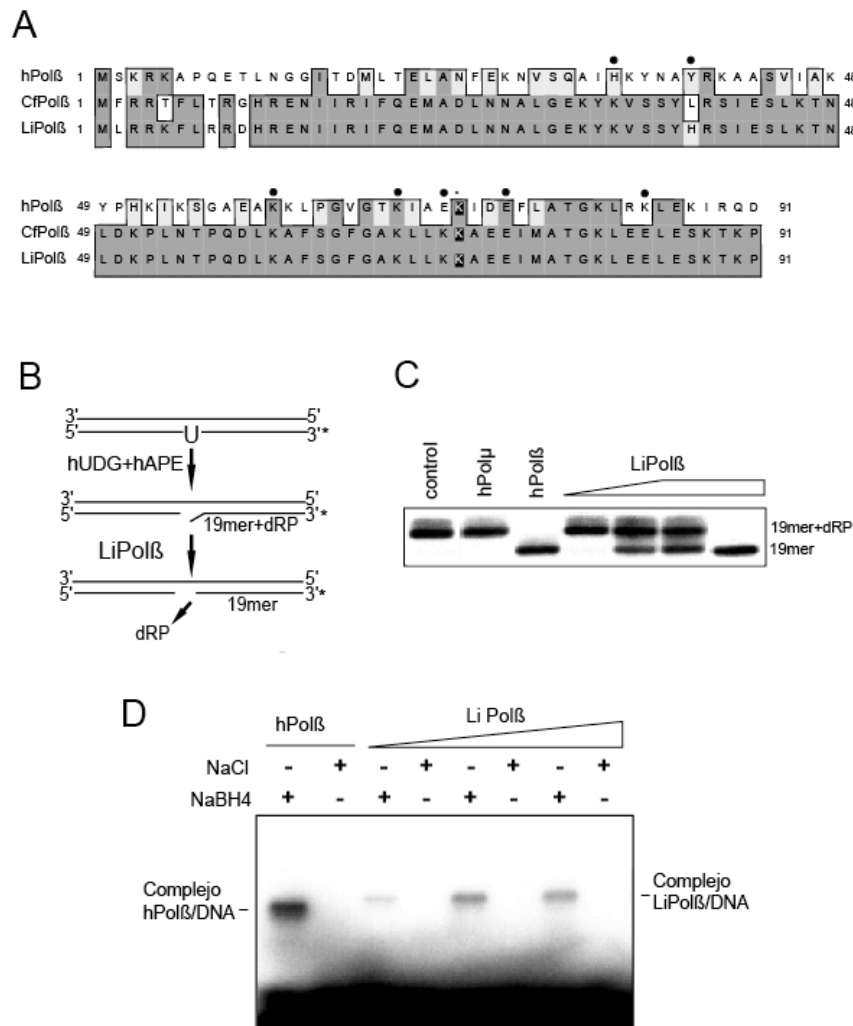 A
hPolß 1 M S K R K A P Q E T L N G G I T D M L T E L A N F E K N V S Q A I H K Y N A Y R K A A S V I A K 48
CfPolß 1 M F R R T F L T R G H R E N I I R I F Q E M A D L N N A L G E K Y K V S S Y L R S I E S L K T N 48
LiPolß 1 M L R R K F L R R D H R E N I I R I F Q E M A D L N N A L G E K Y K V S S Y H R S I E S L K T N 48
hPolß 49 Y P H K I K S G A E A K K L P G V G T K I A E K I D E F L A T G K L R K L E K I R Q D 91
CfPolß 49 L D K P L N T P Q D L K A F S G F G A K L L K K A E E I M A T G K L E E L E S K T K P 91
LiPolß 49 L D K P L N T P Q D L K A F S G F G A K L L K K A E E I M A T G K L E E L E S K T K P 91
B
3' 5'
5' U 3'*
hUDG+hAPE
3' 5'
5' 19mer+dRP 3'*
LiPolß
3' 5'
5' 19mer 3'*
dRP
C
control hPolµ hPolß LiPolß
19mer+dRP
19mer
D
hPolß Li Polß
NaCl - + - + - + - +
NaBH4 + - + - + - + -
Complejo
hPolß/DNA
Complejo
LiPolß/DNA